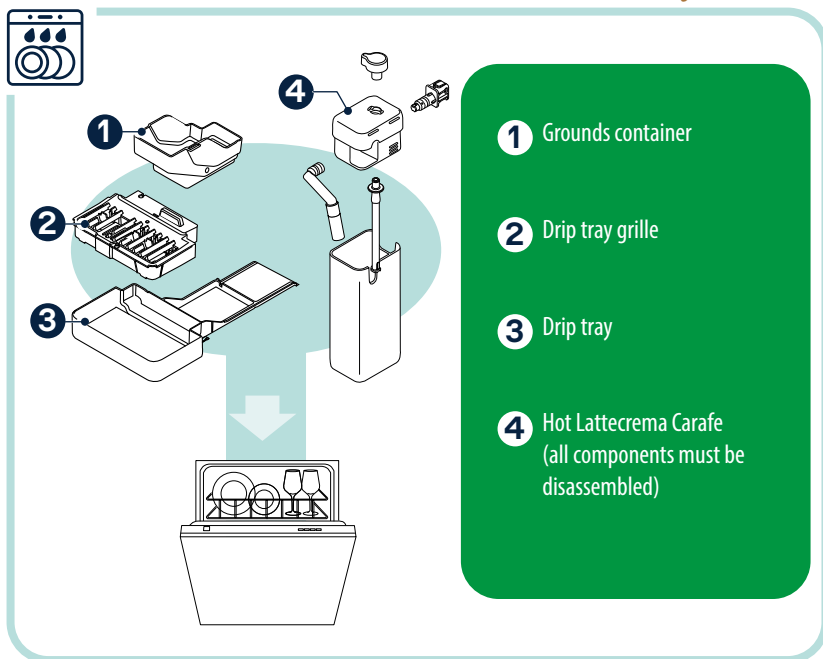 1
2
3
4
1 Grounds container
2 Drip tray grille
3 Drip tray
4 Hot Lattecrema Carafe
(all components must be
disassembled)